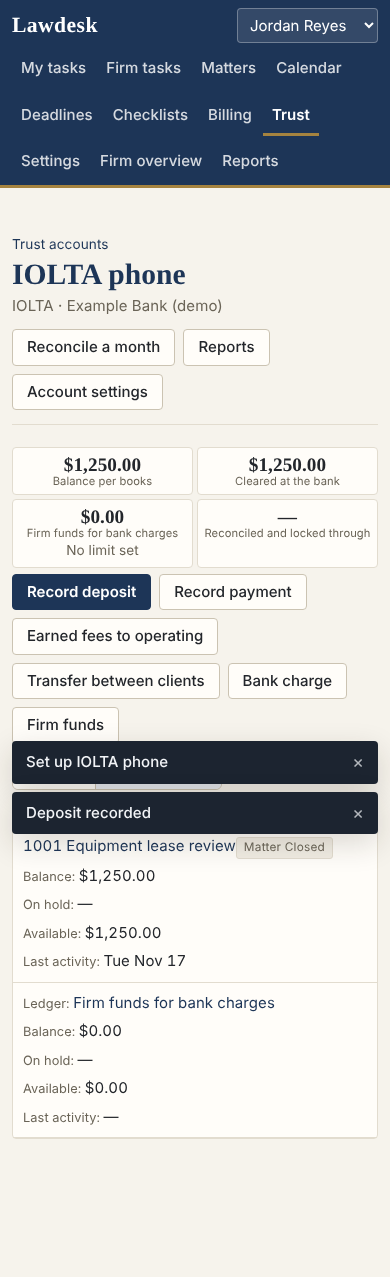 Lawdesk
Jordan Reyes
My tasks Firm tasks Matters Calendar
Deadlines Checklists Billing Trust
Settings Firm overview Reports
Trust accounts
IOLTA phone
IOLTA · Example Bank (demo)
Reconcile a month Reports
Account settings
$1,250.00
Balance per books
$1,250.00
Cleared at the bank
$0.00
Firm funds for bank charges
No limit set
—
Reconciled and locked through
Record deposit Record payment
Earned fees to operating
Transfer between clients Bank charge
Firm funds
Set up IOLTA phone ×
Deposit recorded ×
1001 Equipment lease review Matter Closed
Balance: $1,250.00
On hold: —
Available: $1,250.00
Last activity: Tue Nov 17
Ledger: Firm funds for bank charges
Balance: $0.00
On hold: —
Available: $0.00
Last activity: —